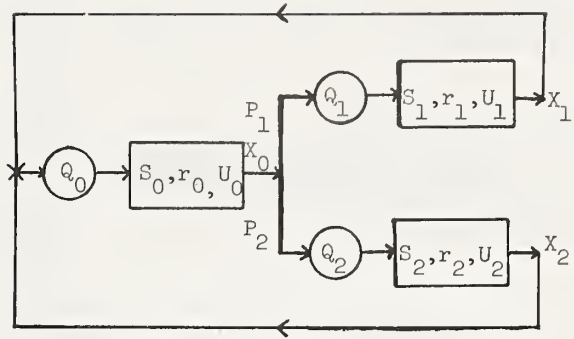 Q₁
S₁,r₁,U₁
X₁
P₁
X₀
Q₀
S₀,r₀,U₀
P₂
Q₂
S₂,r₂,U₂
X₂